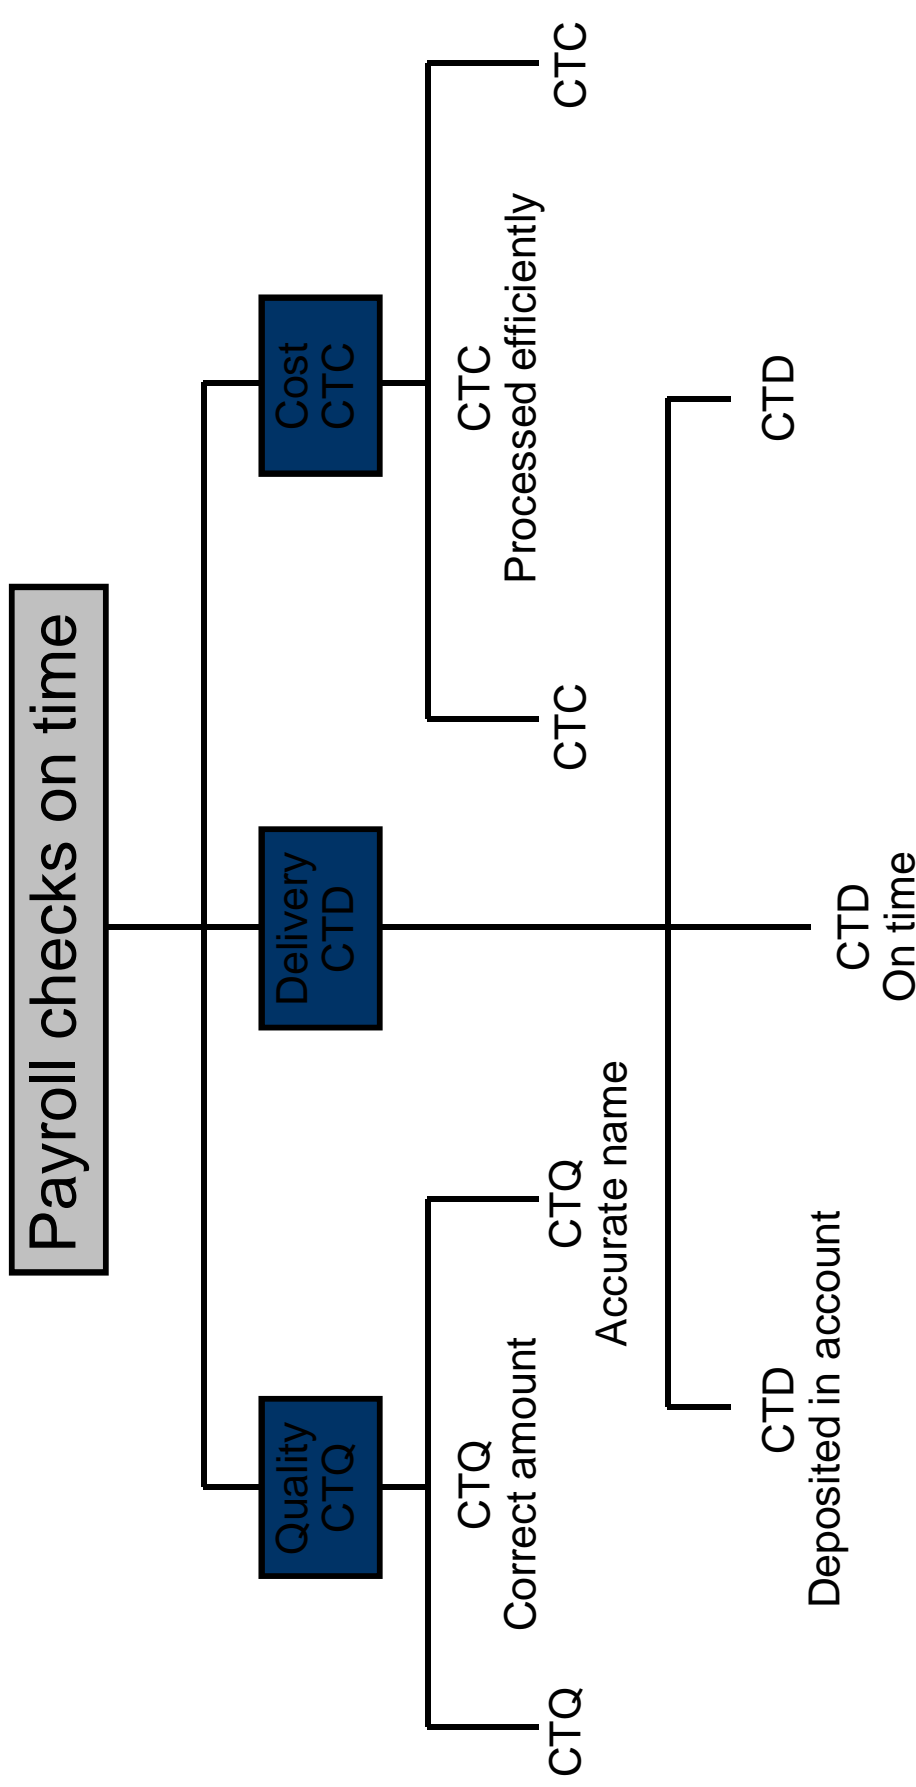 Payroll checks on time
Quality
CTQ
Delivery
CTD
Cost
CTC
CTQ
CTQ
Correct amount
CTQ
Accurate name
CTC
CTC
Processed efficiently
CTC
CTD
Deposited in account
CTD
On time
CTD